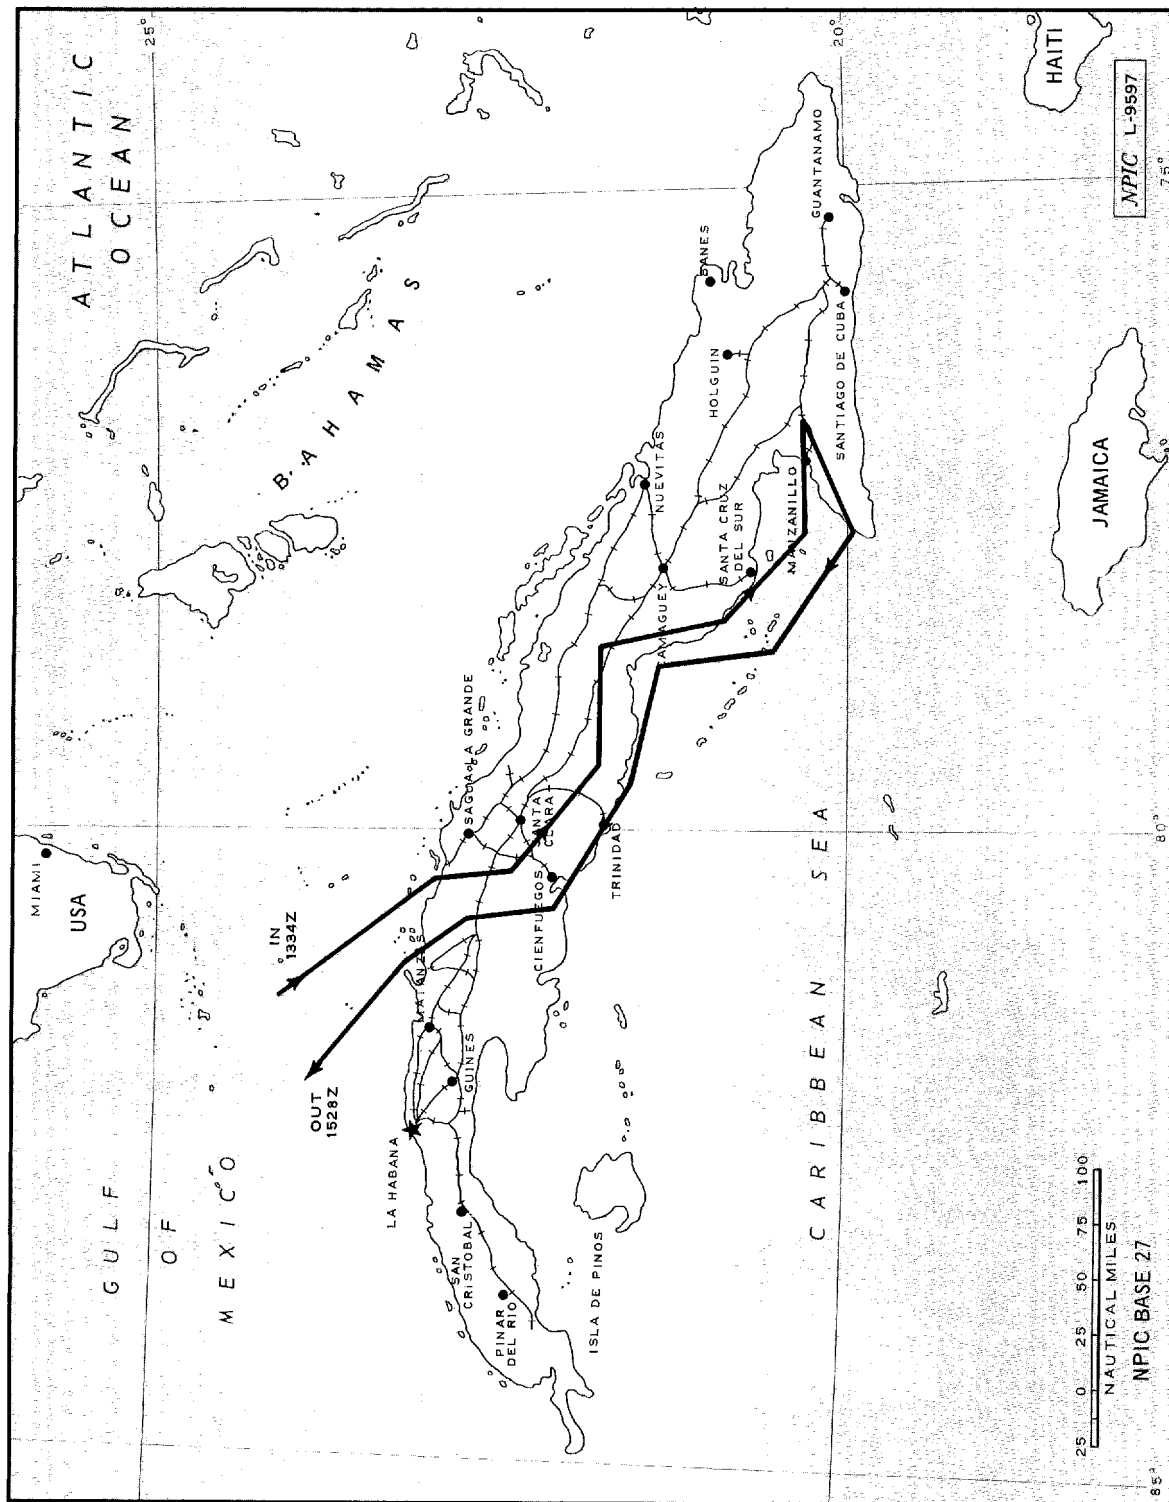 ATLANTIC
OCEAN
25°
MIAMI
USA
GULF
OF
MEXICO
BAHAMAS
IN
1334Z
OUT
1528Z
LA HABANA
MATANZAS
GUINES
SAN
CRISTOBAL
PINAR
DEL RIO
ISLA DE PINOS
SAGUA LA GRANDE
SANTA
CLARA
CIENFUEGOS
TRINIDAD
NUEVITAS
CAMAGUEY
SANTA CRUZ
DEL SUR
MANZANILLO
HOLGUIN
BANES
SANTIAGO DE CUBA
GUANTANAMO
20°
CARIBBEAN SEA
JAMAICA
HAITI
25 0 25 50 75 100
NAUTICAL MILES
NPIC BASE 27
NPIC L-9597
85°
80°
75°